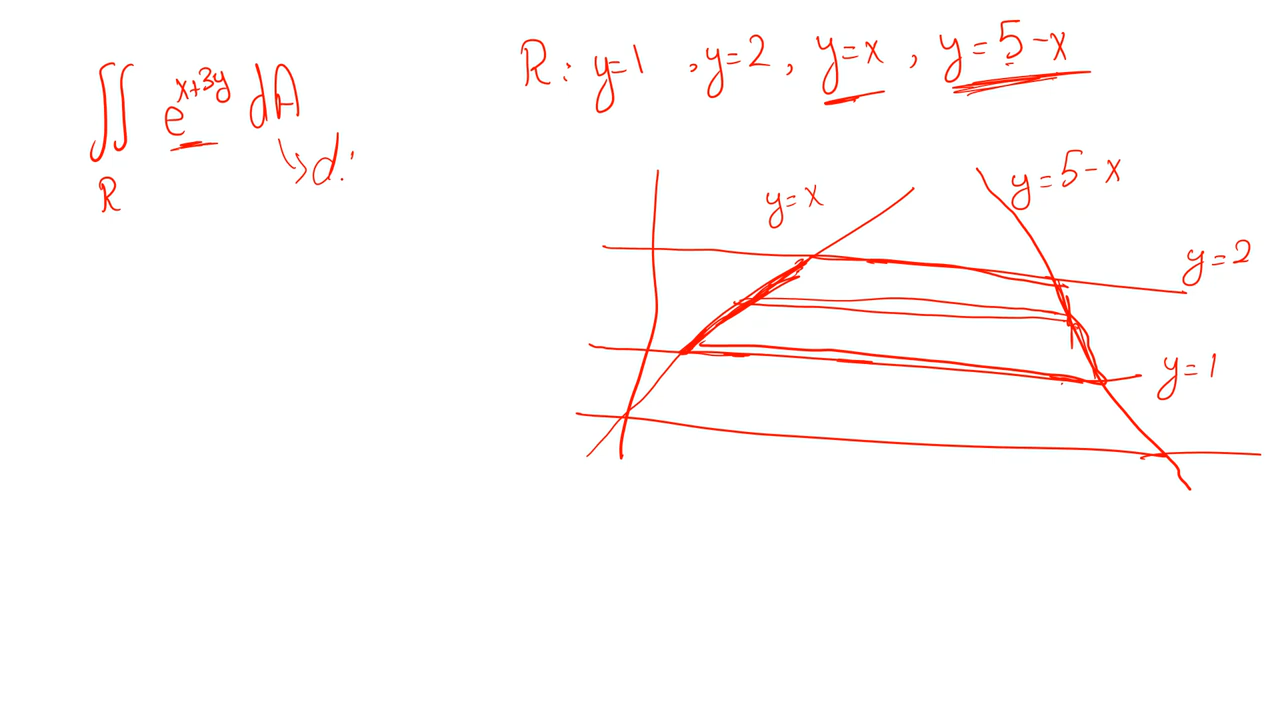 ∬_R e^{x+3y} dA
↳ d.
R: y=1 , y=2 , y=x , y=5-x
y=x
y=5-x
y=2
y=1